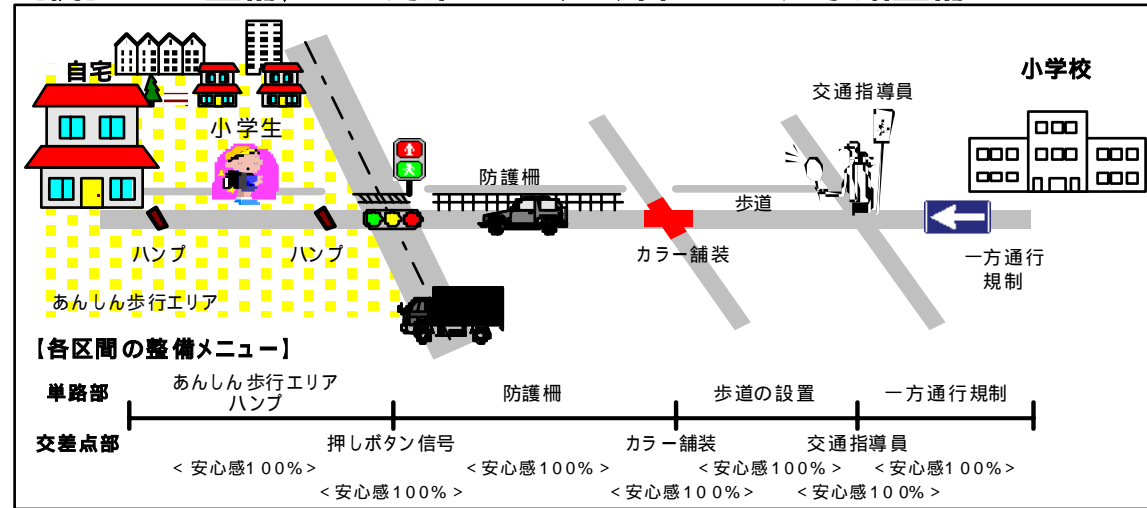 自宅
小学校
交通指導員
小学生
防護柵
歩道
ハンプ
ハンプ
カラー舗装
一方通行
規制
あんしん歩行エリア
【各区間の整備メニュー】
単路部
あんしん歩行エリア
ハンプ
防護柵
歩道の設置
一方通行規制
交差点部
押しボタン信号
カラー舗装
交通指導員
<安心感100%>
<安心感100%>
<安心感100%>
<安心感100%>
<安心感100%>
<安心感100%>
<安心感100%>